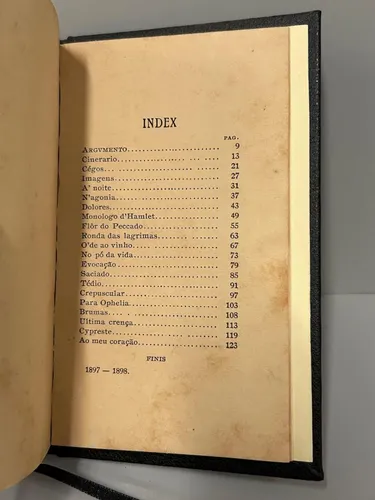 INDEX
PAG.
ARGVMENTO 9
Cinerario 13
Cégos 21
Imagens 27
A' noite 31
N'agonia 37
Dolores 43
Monologo d'Hamlet 49
Flôr do Peccado 55
Ronda das lagrimas 63
O'de ao vinho 67
No pó da vida 73
Evocação 79
Saciado 85
Tédio 91
Crepuscular 97
Para Ophelia 103
Brumas 108
Ultima crença 113
Cypreste 119
Ao meu coração 123
FINIS
1897 — 1898.